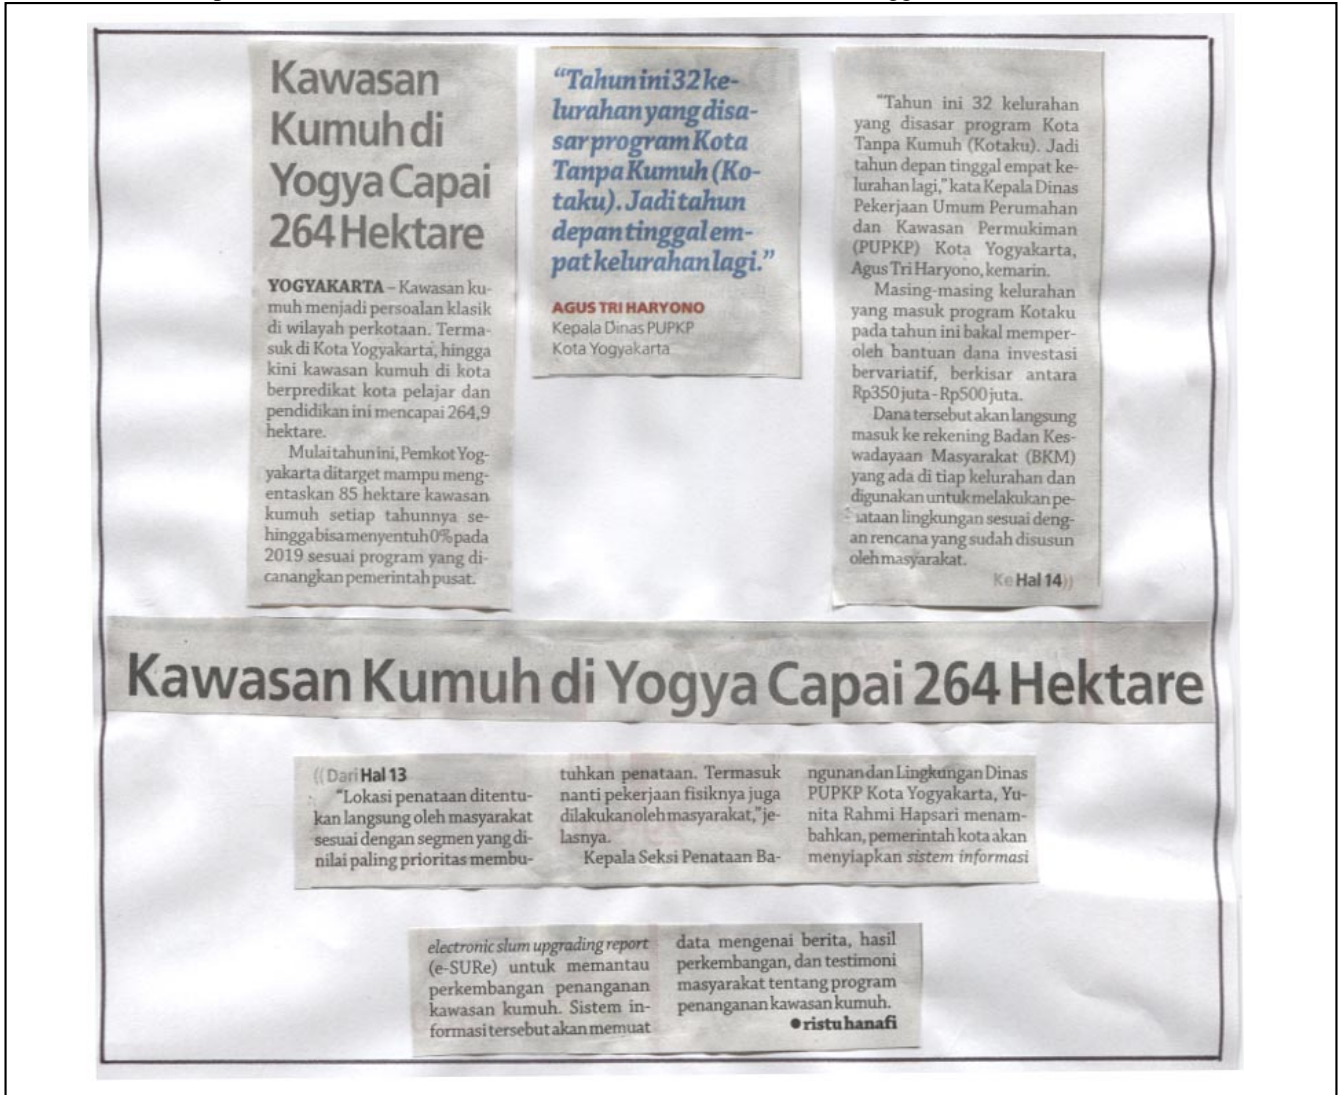 Kawasan
Kumuh di
Yogya Capai
264 Hektare
YOGYAKARTA – Kawasan ku-
muh menjadi persoalan klasik
di wilayah perkotaan. Terma-
suk di Kota Yogyakarta, hingga
kini kawasan kumuh di kota
berpredikat kota pelajar dan
pendidikan ini mencapai 264,9
hektare.
Mulai tahun ini, Pemkot Yog-
yakarta ditarget mampu meng-
entaskan 85 hektare kawasan
kumuh setiap tahunnya se-
hingga bisa menyentuh 0% pada
2019 sesuai program yang di-
canangkan pemerintah pusat.
“Tahun ini 32 ke-
lurahan yang disa-
sar program Kota
Tanpa Kumuh (Ko-
taku). Jadi tahun
depan tinggal em-
pat kelurahan lagi.”
AGUS TRI HARYONO
Kepala Dinas PUPKP
Kota Yogyakarta
“Tahun ini 32 kelurahan
yang disasar program Kota
Tanpa Kumuh (Kotaku). Jadi
tahun depan tinggal empat ke-
lurahan lagi,” kata Kepala Dinas
Pekerjaan Umum Perumahan
dan Kawasan Permukiman
(PUPKP) Kota Yogyakarta,
Agus Tri Haryono, kemarin.
Masing-masing kelurahan
yang masuk program Kotaku
pada tahun ini bakal memper-
oleh bantuan dana investasi
bervariatif, berkisar antara
Rp350 juta - Rp500 juta.
Dana tersebut akan langsung
masuk ke rekening Badan Kes-
wadayaan Masyarakat (BKM)
yang ada di tiap kelurahan dan
digunakan untuk melakukan pe-
nataan lingkungan sesuai deng-
an rencana yang sudah disusun
oleh masyarakat.
Ke Hal 14))
Kawasan Kumuh di Yogya Capai 264 Hektare
((Dari Hal 13
“Lokasi penataan ditentu-
kan langsung oleh masyarakat
sesuai dengan segmen yang di-
nilai paling prioritas membu-
tuhkan penataan. Termasuk
nanti pekerjaan fisiknya juga
dilakukan oleh masyarakat,” je-
lasnya.
Kepala Seksi Penataan Ba-
ngunan dan Lingkungan Dinas
PUPKP Kota Yogyakarta, Yu-
nita Rahmi Hapsari menam-
bahkan, pemerintah kota akan
menyiapkan sistem informasi
electronic slum upgrading report
(e-SURe) untuk memantau
perkembangan penanganan
kawasan kumuh. Sistem in-
formasi tersebut akan memuat
data mengenai berita, hasil
perkembangan, dan testimoni
masyarakat tentang program
penanganan kawasan kumuh.
●ristu hanafi